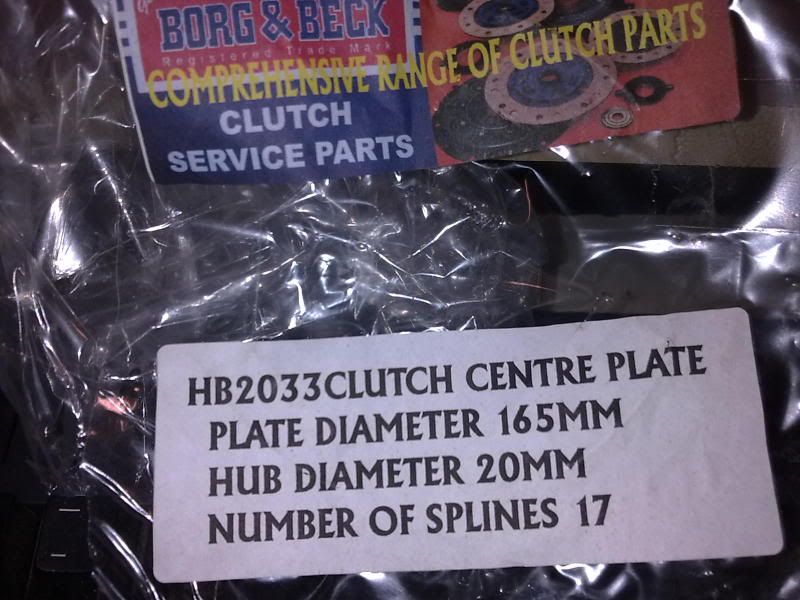 of
BORG & BECK
Registered Trade Mark
COMPREHENSIVE RANGE OF CLUTCH PARTS
CLUTCH
SERVICE PARTS
HB2033CLUTCH CENTRE PLATE
PLATE DIAMETER 165MM
HUB DIAMETER 20MM
NUMBER OF SPLINES 17